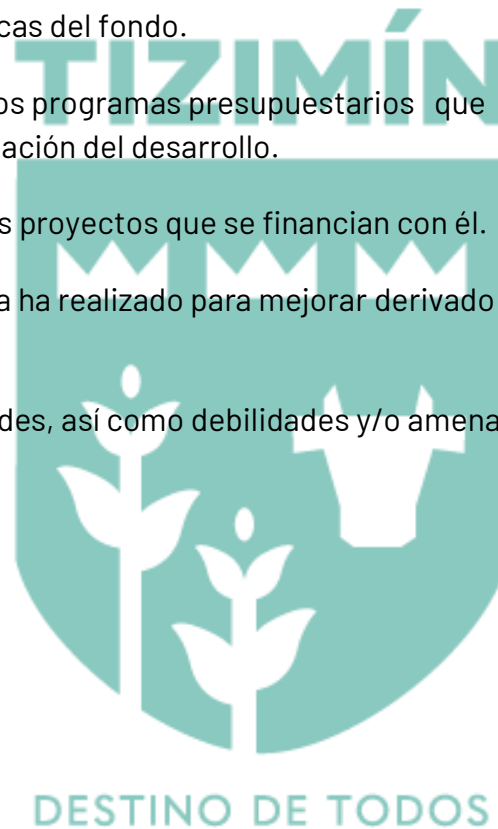 cas del fondo.
TIZIMÍN
os programas presupuestarios que
ación del desarrollo.
s proyectos que se financian con él.
a ha realizado para mejorar derivado
des, así como debilidades y/o amena
DESTINO DE TODOS